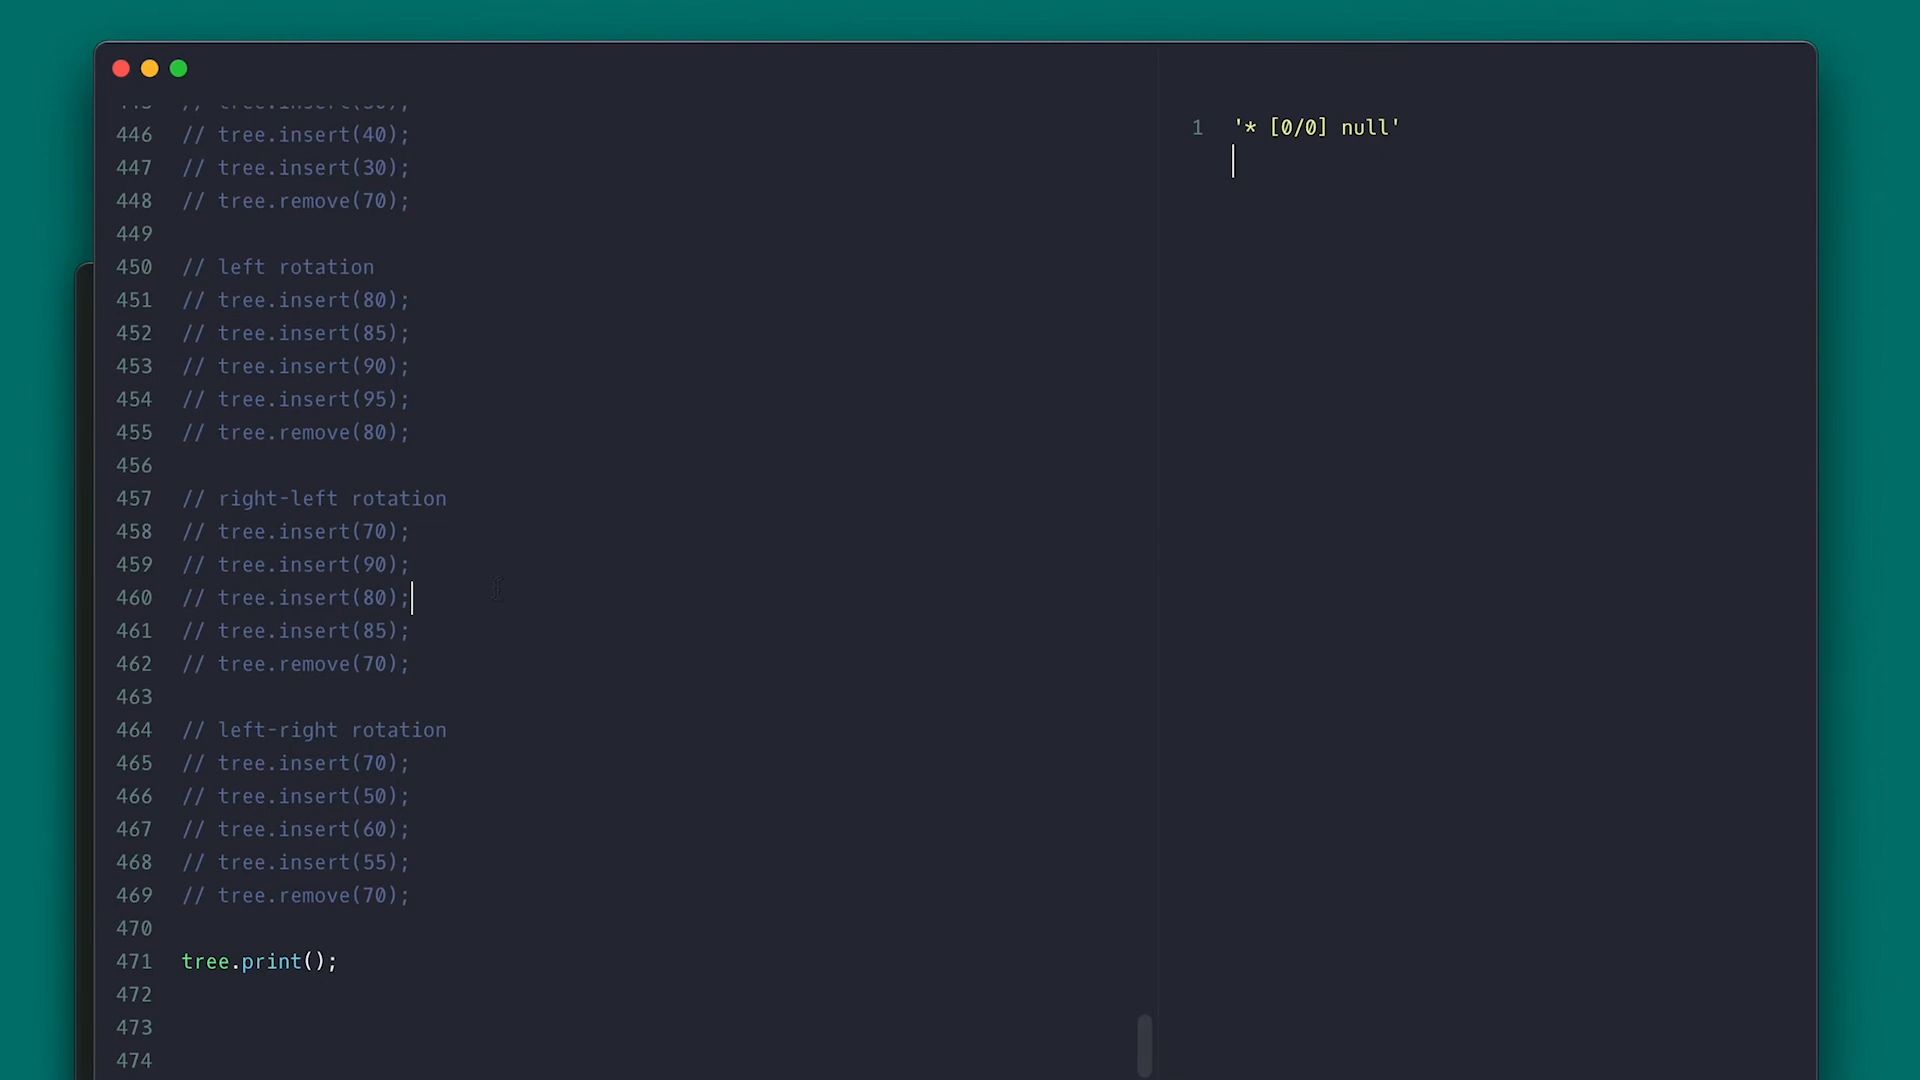 446 // tree.insert(40);
447 // tree.insert(30);
448 // tree.remove(70);
449
450 // left rotation
451 // tree.insert(80);
452 // tree.insert(85);
453 // tree.insert(90);
454 // tree.insert(95);
455 // tree.remove(80);
456
457 // right-left rotation
458 // tree.insert(70);
459 // tree.insert(90);
460 // tree.insert(80);
461 // tree.insert(85);
462 // tree.remove(70);
463
464 // left-right rotation
465 // tree.insert(70);
466 // tree.insert(50);
467 // tree.insert(60);
468 // tree.insert(55);
469 // tree.remove(70);
470
471 tree.print();
472
473
474
1 '* [0/0] null'